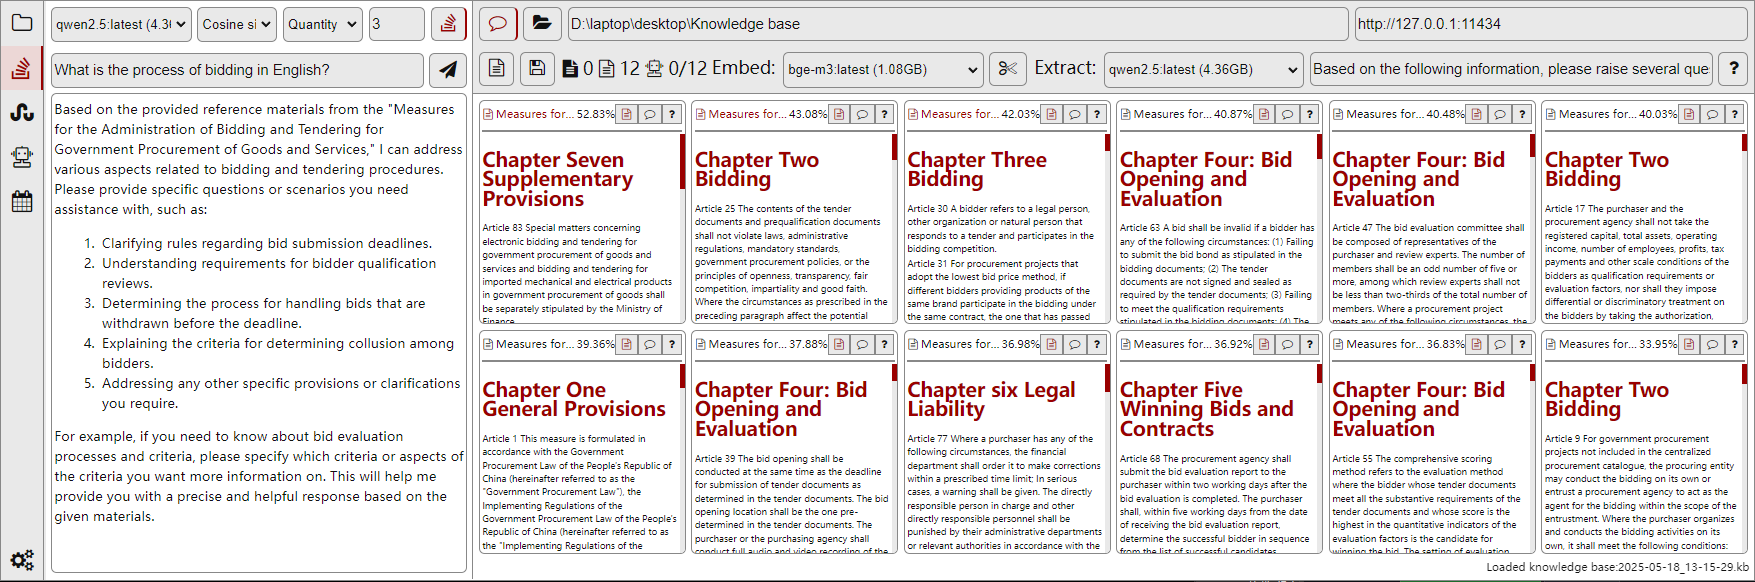 qwen2.5:latest (4.3
Cosine si
Quantity
3
D:\laptop\desktop\Knowledge base
http://127.0.0.1:11434
What is the process of bidding in English?
0 12 0/12 Embed:
bge-m3:latest (1.08GB)
Extract:
qwen2.5:latest (4.36GB)
Based on the following information, please raise several que
?
Based on the provided reference materials from the "Measures
for the Administration of Bidding and Tendering for
Government Procurement of Goods and Services," I can address
various aspects related to bidding and tendering procedures.
Please provide specific questions or scenarios you need
assistance with, such as:
1. Clarifying rules regarding bid submission deadlines.
2. Understanding requirements for bidder qualification
reviews.
3. Determining the process for handling bids that are
withdrawn before the deadline.
4. Explaining the criteria for determining collusion among
bidders.
5. Addressing any other specific provisions or clarifications
you require.
For example, if you need to know about bid evaluation
processes and criteria, please specify which criteria or aspects of
the criteria you want more information on. This will help me
provide you with a precise and helpful response based on the
given materials.
Measures for... 52.83% ?
Chapter Seven
Supplementary
Provisions
Article 83 Special matters concerning
electronic bidding and tendering for
government procurement of goods and
services and bidding and tendering for
imported mechanical and electrical products
in government procurement of goods shall
be separately stipulated by the Ministry of
Finance.
Measures for... 43.08% ?
Chapter Two
Bidding
Article 25 The contents of the tender
documents and prequalification documents
shall not violate laws, administrative
regulations, mandatory standards,
government procurement policies, or the
principles of openness, transparency, fair
competition, impartiality and good faith.
Where the circumstances as prescribed in the
preceding paragraph affect the potential
Measures for... 42.03% ?
Chapter Three
Bidding
Article 30 A bidder refers to a legal person,
other organization or natural person that
responds to a tender and participates in the
bidding competition.
Article 31 For procurement projects that
adopt the lowest bid price method, if
different bidders providing products of the
same brand participate in the bidding under
the same contract, the one that has passed
Measures for... 40.87% ?
Chapter Four: Bid
Opening and
Evaluation
Article 63 A bid shall be invalid if a bidder has
any of the following circumstances: (1) Failing
to submit the bid bond as stipulated in the
bidding documents; (2) The tender
documents are not signed and sealed as
required by the tender documents; (3) Failing
to meet the qualification requirements
stipulated in the bidding documents; (4) The
Measures for... 40.48% ?
Chapter Four: Bid
Opening and
Evaluation
Article 47 The bid evaluation committee shall
be composed of representatives of the
purchaser and review experts. The number of
members shall be an odd number of five or
more, among which review experts shall not
be less than two-thirds of the total number of
members. Where a procurement project
meets any of the following circumstances, the
Measures for... 40.03% ?
Chapter Two
Bidding
Article 17 The purchaser and the
procurement agency shall not take the
registered capital, total assets, operating
income, number of employees, profits, tax
payments and other scale conditions of the
bidders as qualification requirements or
evaluation factors, nor shall they impose
differential or discriminatory treatment on
the bidders by taking the authorization,
Measures for... 39.36% ?
Chapter One
General Provisions
Article 1 This measure is formulated in
accordance with the Government
Procurement Law of the People's Republic of
China (hereinafter referred to as the
"Government Procurement Law"), the
Implementing Regulations of the
Government Procurement Law of the People's
Republic of China (hereinafter referred to as
the "Implementing Regulations of the
Measures for... 37.88% ?
Chapter Four: Bid
Opening and
Evaluation
Article 39 The bid opening shall be
conducted at the same time as the deadline
for submission of tender documents as
determined in the tender documents. The bid
opening location shall be the one pre-
determined in the tender documents. The
purchaser or the purchasing agency shall
conduct full audio and video recording of the
Measures for... 36.98% ?
Chapter six Legal
Liability
Article 77 Where a purchaser has any of the
following circumstances, the financial
department shall order it to make corrections
within a prescribed time limit; In serious
cases, a warning shall be given. The directly
responsible person in charge and other
directly responsible personnel shall be
punished by their administrative departments
or relevant authorities in accordance with the
Measures for... 36.92% ?
Chapter Five
Winning Bids and
Contracts
Article 68 The procurement agency shall
submit the bid evaluation report to the
purchaser within two working days after the
bid evaluation is completed. The purchaser
shall, within five working days from the date
of receiving the bid evaluation report,
determine the successful bidder in sequence
from the list of successful candidates
Measures for... 36.83% ?
Chapter Four: Bid
Opening and
Evaluation
Article 55 The comprehensive scoring
method refers to the evaluation method
where the bidder whose tender documents
meet all the substantive requirements of the
tender documents and whose score is the
highest in the quantitative indicators of the
evaluation factors is the candidate for
winning the bid. The setting of evaluation
Measures for... 33.95% ?
Chapter Two
Bidding
Article 9 For government procurement
projects not included in the centralized
procurement catalogue, the procuring entity
may conduct the bidding on its own or
entrust a procurement agency to act as the
agent for the bidding within the scope of the
entrustment. Where the purchaser organizes
and conducts the bidding activities on its
own, it shall meet the following conditions:
Loaded knowledge base:2025-05-18_13-15-29.kb